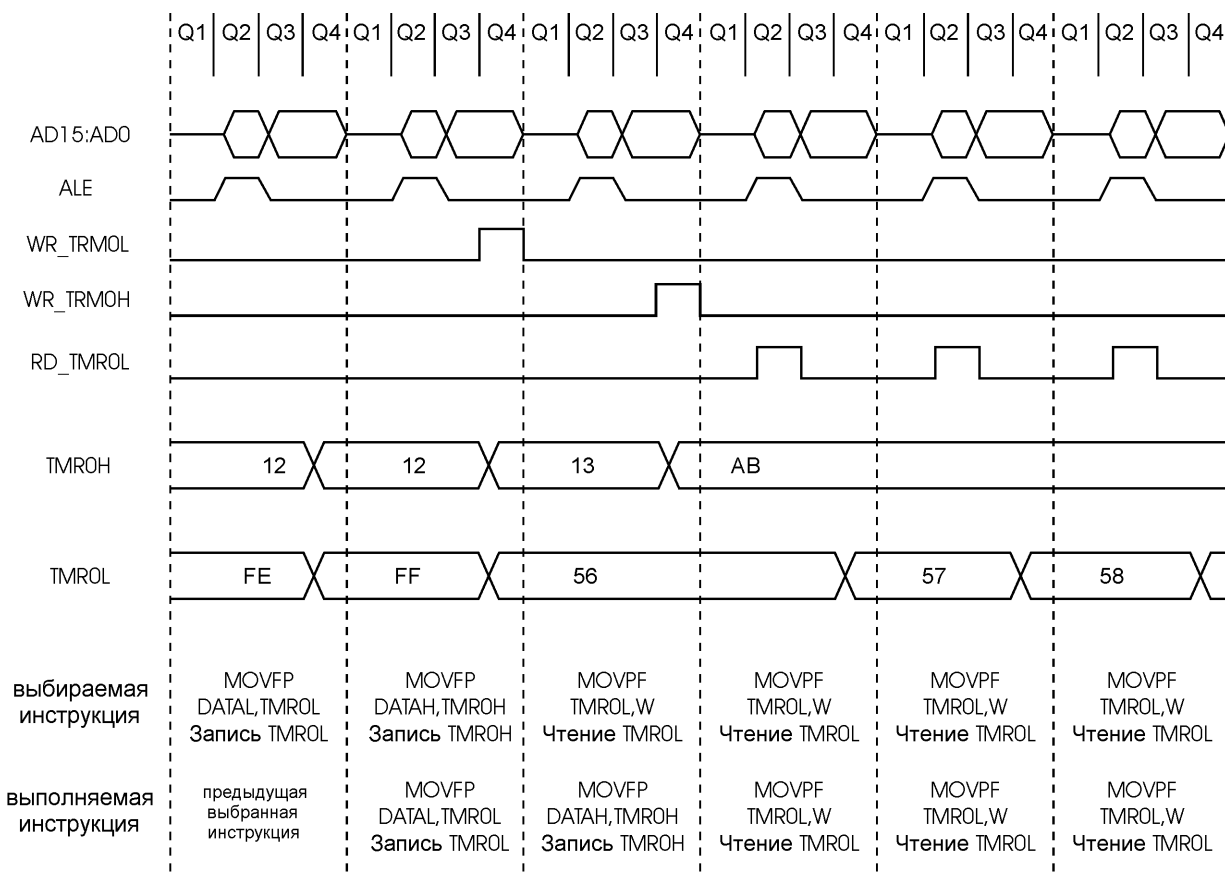 Q1 Q2 Q3 Q4 Q1 Q2 Q3 Q4 Q1 Q2 Q3 Q4 Q1 Q2 Q3 Q4 Q1 Q2 Q3 Q4 Q1 Q2 Q3 Q4
AD15:AD0
ALE
WR_TRM0L
WR_TRM0H
RD_TMR0L
TMR0H 12 12 13 AB
TMR0L FE FF 56 57 58
выбираемая
инструкция
MOVFP
DATAL,TMR0L
Запись TMR0L
MOVFP
DATAH,TMR0H
Запись TMR0H
MOVPF
TMR0L,W
Чтение TMR0L
MOVPF
TMR0L,W
Чтение TMR0L
MOVPF
TMR0L,W
Чтение TMR0L
MOVPF
TMR0L,W
Чтение TMR0L
выполняемая
инструкция
предыдущая
выбранная
инструкция
MOVFP
DATAL,TMR0L
Запись TMR0L
MOVFP
DATAH,TMR0H
Запись TMR0H
MOVPF
TMR0L,W
Чтение TMR0L
MOVPF
TMR0L,W
Чтение TMR0L
MOVPF
TMR0L,W
Чтение TMR0L